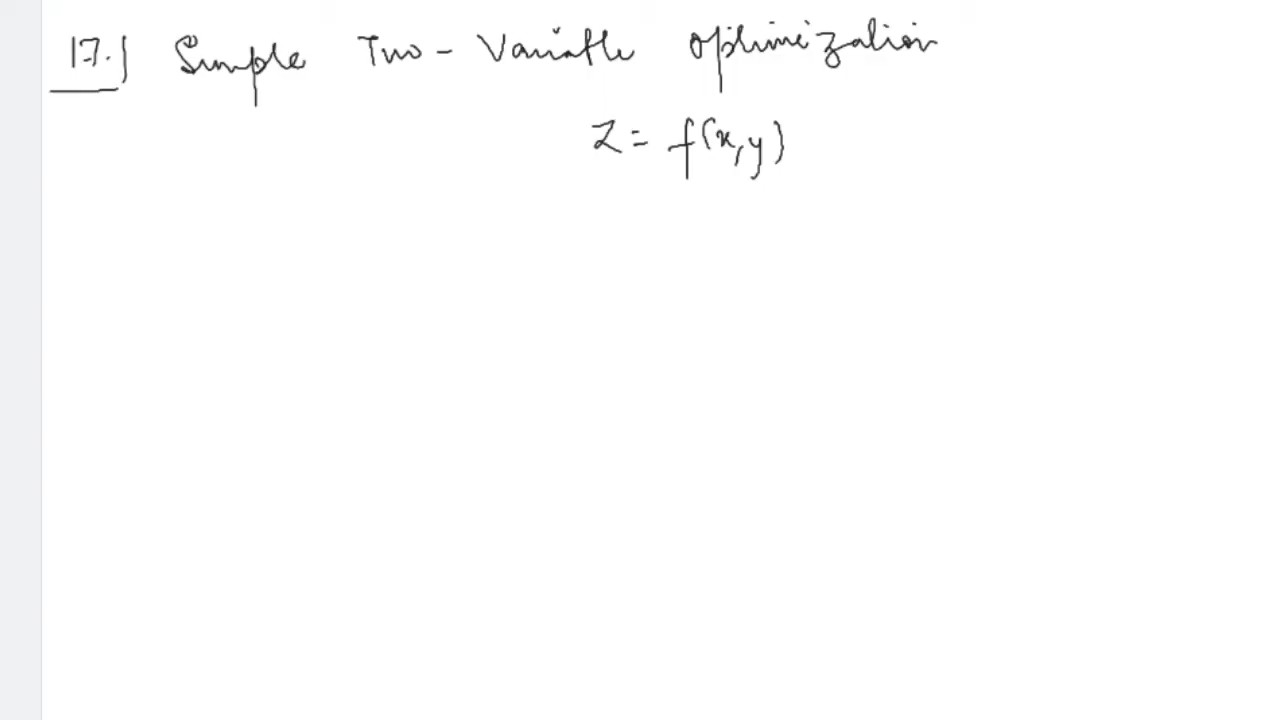 17.1 Simple Two-Variable Optimization
Z = f(x,y)